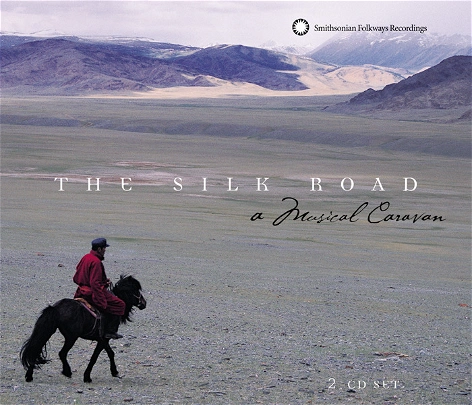 Smithsonian Folkways Recordings
THE SILK ROAD
a Musical Caravan
2 CD SET